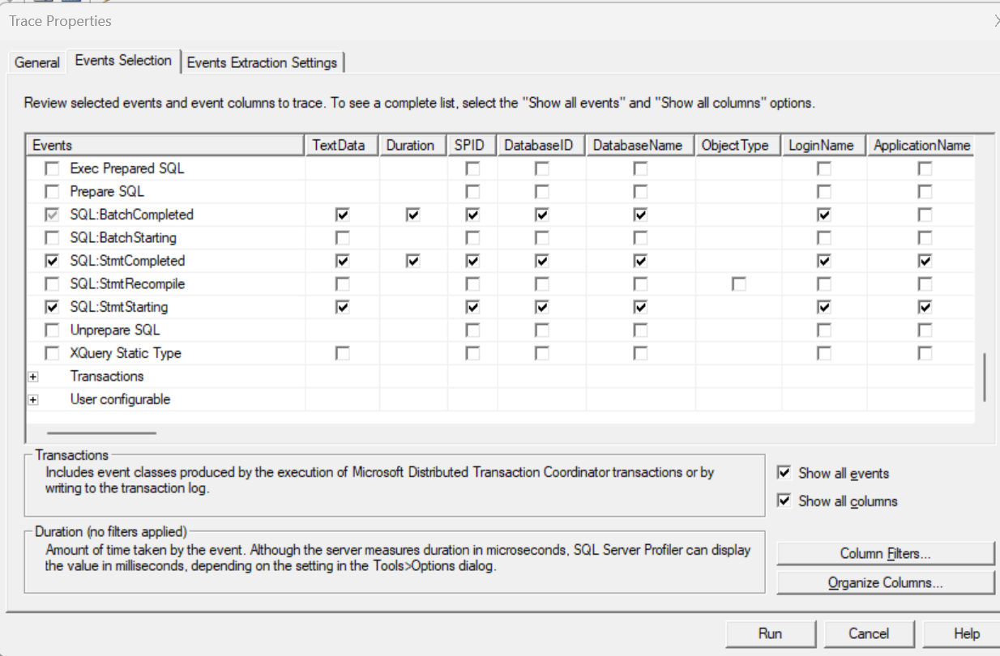 Trace Properties
General Events Selection Events Extraction Settings
Review selected events and event columns to trace. To see a complete list, select the "Show all events" and "Show all columns" options.
Events TextData Duration SPID DatabaseID DatabaseName ObjectType LoginName ApplicationName
Exec Prepared SQL
Prepare SQL
SQL:BatchCompleted
SQL:BatchStarting
SQL:StmtCompleted
SQL:StmtRecompile
SQL:StmtStarting
Unprepare SQL
XQuery Static Type
Transactions
User configurable
Transactions
Includes event classes produced by the execution of Microsoft Distributed Transaction Coordinator transactions or by
writing to the transaction log.
Show all events
Show all columns
Duration (no filters applied)
Amount of time taken by the event. Although the server measures duration in microseconds, SQL Server Profiler can display
the value in milliseconds, depending on the setting in the Tools>Options dialog.
Column Filters...
Organize Columns...
Run Cancel Help